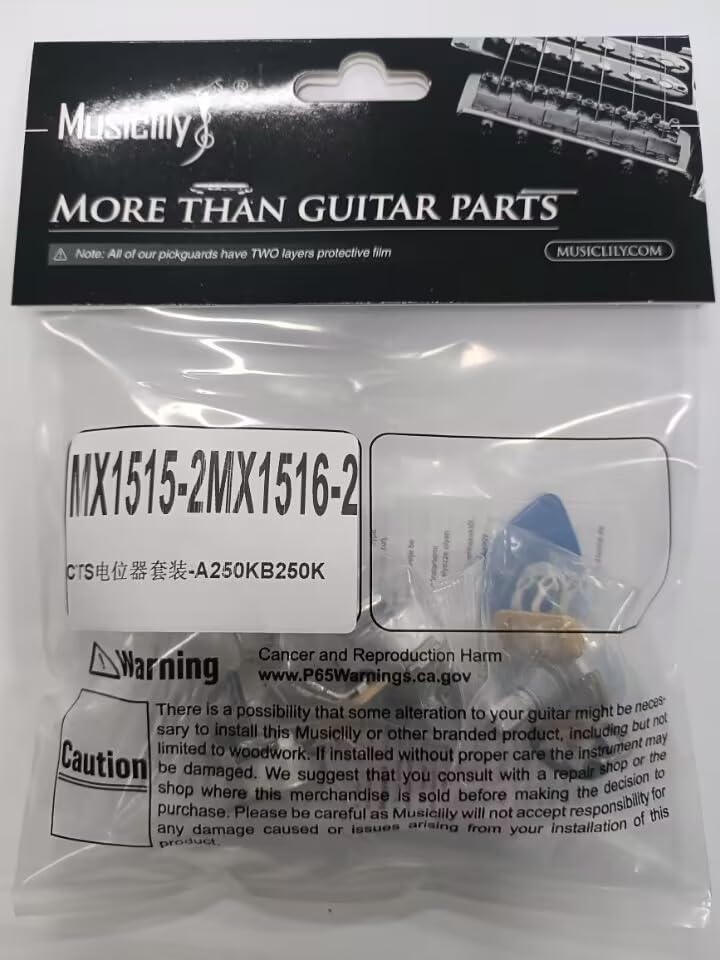 Musiclily ®
MORE THAN GUITAR PARTS
Note: All of our pickguards have TWO layers protective film
MUSICLILY.COM
MX1515-2MX1516-2
CTS电位器套装-A250KB250K
Warning
Cancer and Reproduction Harm
www.P65Warnings.ca.gov
Caution
There is a possibility that some alteration to your guitar might be neces-
sary to install this Musiclily or other branded product, including but not
limited to woodwork. If installed without proper care the instrument may
be damaged. We suggest that you consult with a repair shop or the
shop where this merchandise is sold before making the decision to
purchase. Please be careful as Musiclily will not accept responsibility for
any damage caused or issues arising from your installation of this
product.